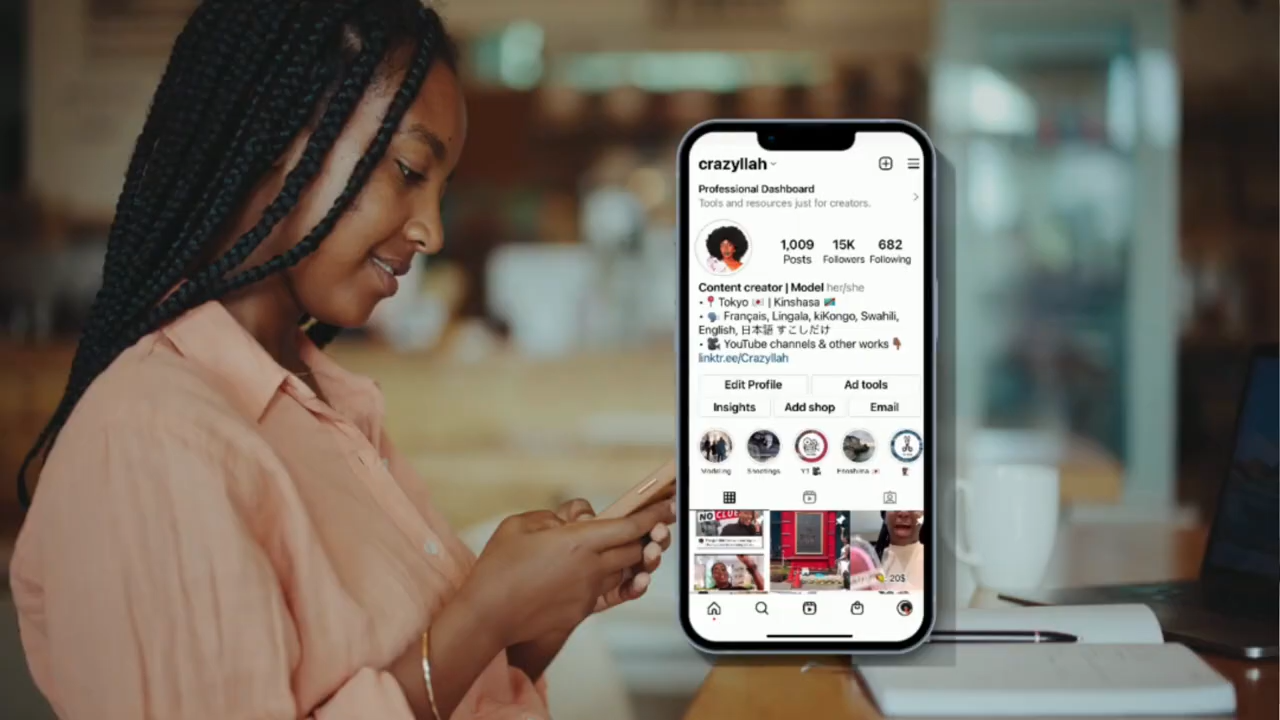 crazyllah
Professional Dashboard
Tools and resources just for creators.
1,009 15K 682
Posts Followers Following
Content creator | Model her/she
• 📍 Tokyo 🇯🇵 | Kinshasa 🇨🇩
• 🗣 Français, Lingala, kiKongo, Swahili,
English, 日本語 すこしだけ
• 📽 YouTube channels & other works 👇🏾
linktr.ee/Crazyllah
Edit Profile Ad tools
Insights Add shop Email
Modeling Shootings YT Enoshima
NO CLUE
20$